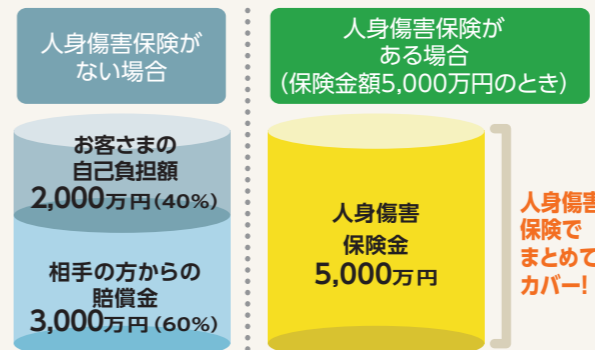 人身傷害保険が
ない場合
人身傷害保険が
ある場合
（保険金額5,000万円のとき）
お客さまの
自己負担額
2,000万円（40%）
相手の方からの
賠償金
3,000万円（60%）
人身傷害
保険金
5,000万円
人身傷害
保険で
まとめて
カバー！